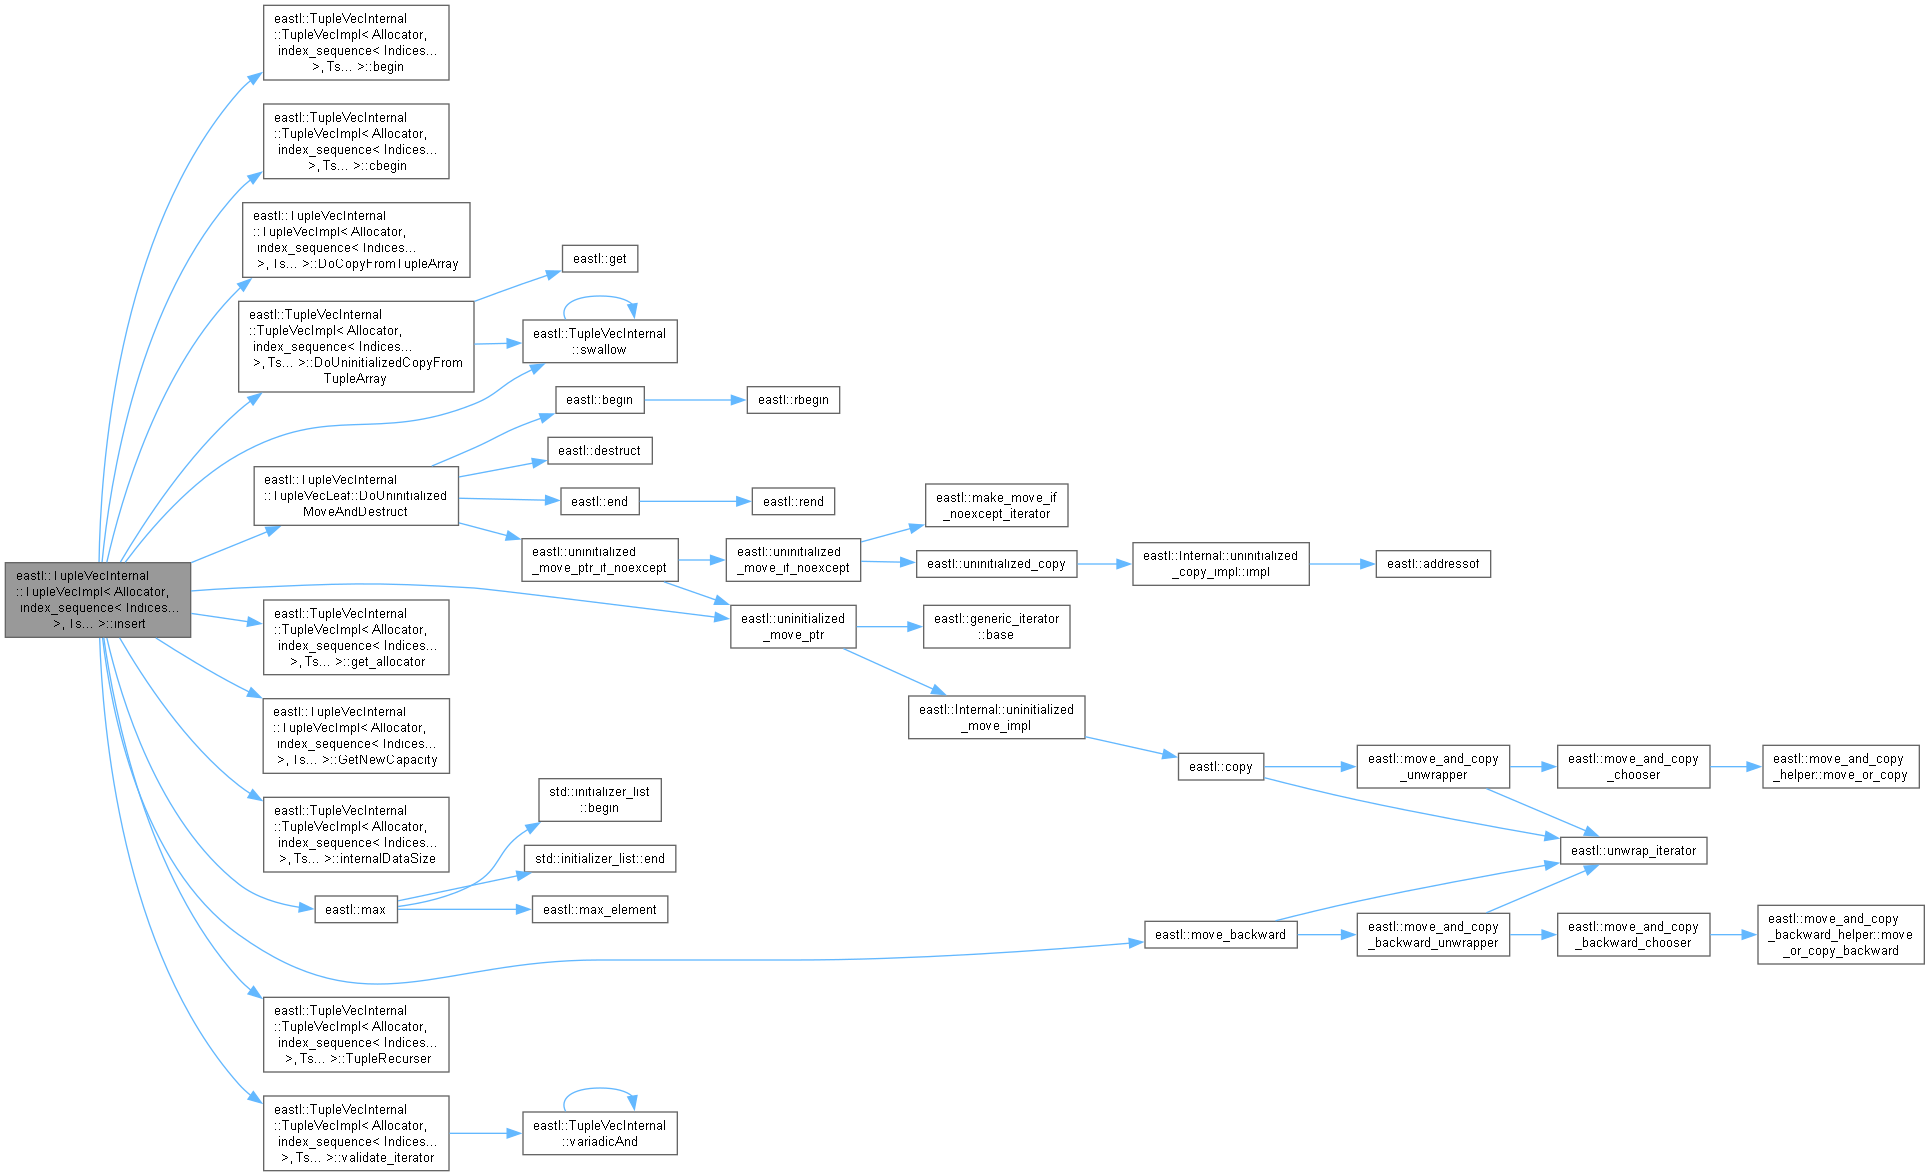 eastl::TupleVecInternal
::TupleVecImpl< Allocator,
index_sequence< Indices...
>, Ts... >::insert
eastl::TupleVecInternal
::TupleVecImpl< Allocator,
index_sequence< Indices...
>, Ts... >::begin
eastl::TupleVecInternal
::TupleVecImpl< Allocator,
index_sequence< Indices...
>, Ts... >::cbegin
eastl::TupleVecInternal
::TupleVecImpl< Allocator,
index_sequence< Indices...
>, Ts... >::DoCopyFromTupleArray
eastl::TupleVecInternal
::TupleVecImpl< Allocator,
index_sequence< Indices...
>, Ts... >::DoUninitializedCopyFrom
TupleArray
eastl::get
eastl::TupleVecInternal
::swallow
eastl::TupleVecInternal
::TupleVecLeaf::DoUninitialized
MoveAndDestruct
eastl::begin
eastl::rbegin
eastl::destruct
eastl::end
eastl::rend
eastl::uninitialized
_move_ptr_if_noexcept
eastl::uninitialized
_move_if_noexcept
eastl::make_move_if
_noexcept_iterator
eastl::uninitialized_copy
eastl::Internal::uninitialized
_copy_impl::impl
eastl::addressof
eastl::uninitialized
_move_ptr
eastl::generic_iterator
::base
eastl::Internal::uninitialized
_move_impl
eastl::copy
eastl::move_and_copy
_unwrapper
eastl::move_and_copy
_chooser
eastl::move_and_copy
_helper::move_or_copy
eastl::unwrap_iterator
eastl::TupleVecInternal
::TupleVecImpl< Allocator,
index_sequence< Indices...
>, Ts... >::get_allocator
eastl::TupleVecInternal
::TupleVecImpl< Allocator,
index_sequence< Indices...
>, Ts... >::GetNewCapacity
eastl::TupleVecInternal
::TupleVecImpl< Allocator,
index_sequence< Indices...
>, Ts... >::internalDataSize
eastl::max
std::initializer_list
::begin
std::initializer_list::end
eastl::max_element
eastl::move_backward
eastl::move_and_copy
_backward_unwrapper
eastl::move_and_copy
_backward_chooser
eastl::move_and_copy
_backward_helper::move
_or_copy_backward
eastl::TupleVecInternal
::TupleVecImpl< Allocator,
index_sequence< Indices...
>, Ts... >::TupleRecurser
eastl::TupleVecInternal
::TupleVecImpl< Allocator,
index_sequence< Indices...
>, Ts... >::validate_iterator
eastl::TupleVecInternal
::variadicAnd